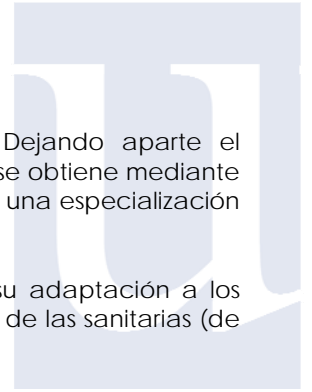 Dejando aparte el
se obtiene mediante
una especialización
su adaptación a los
de las sanitarias (de